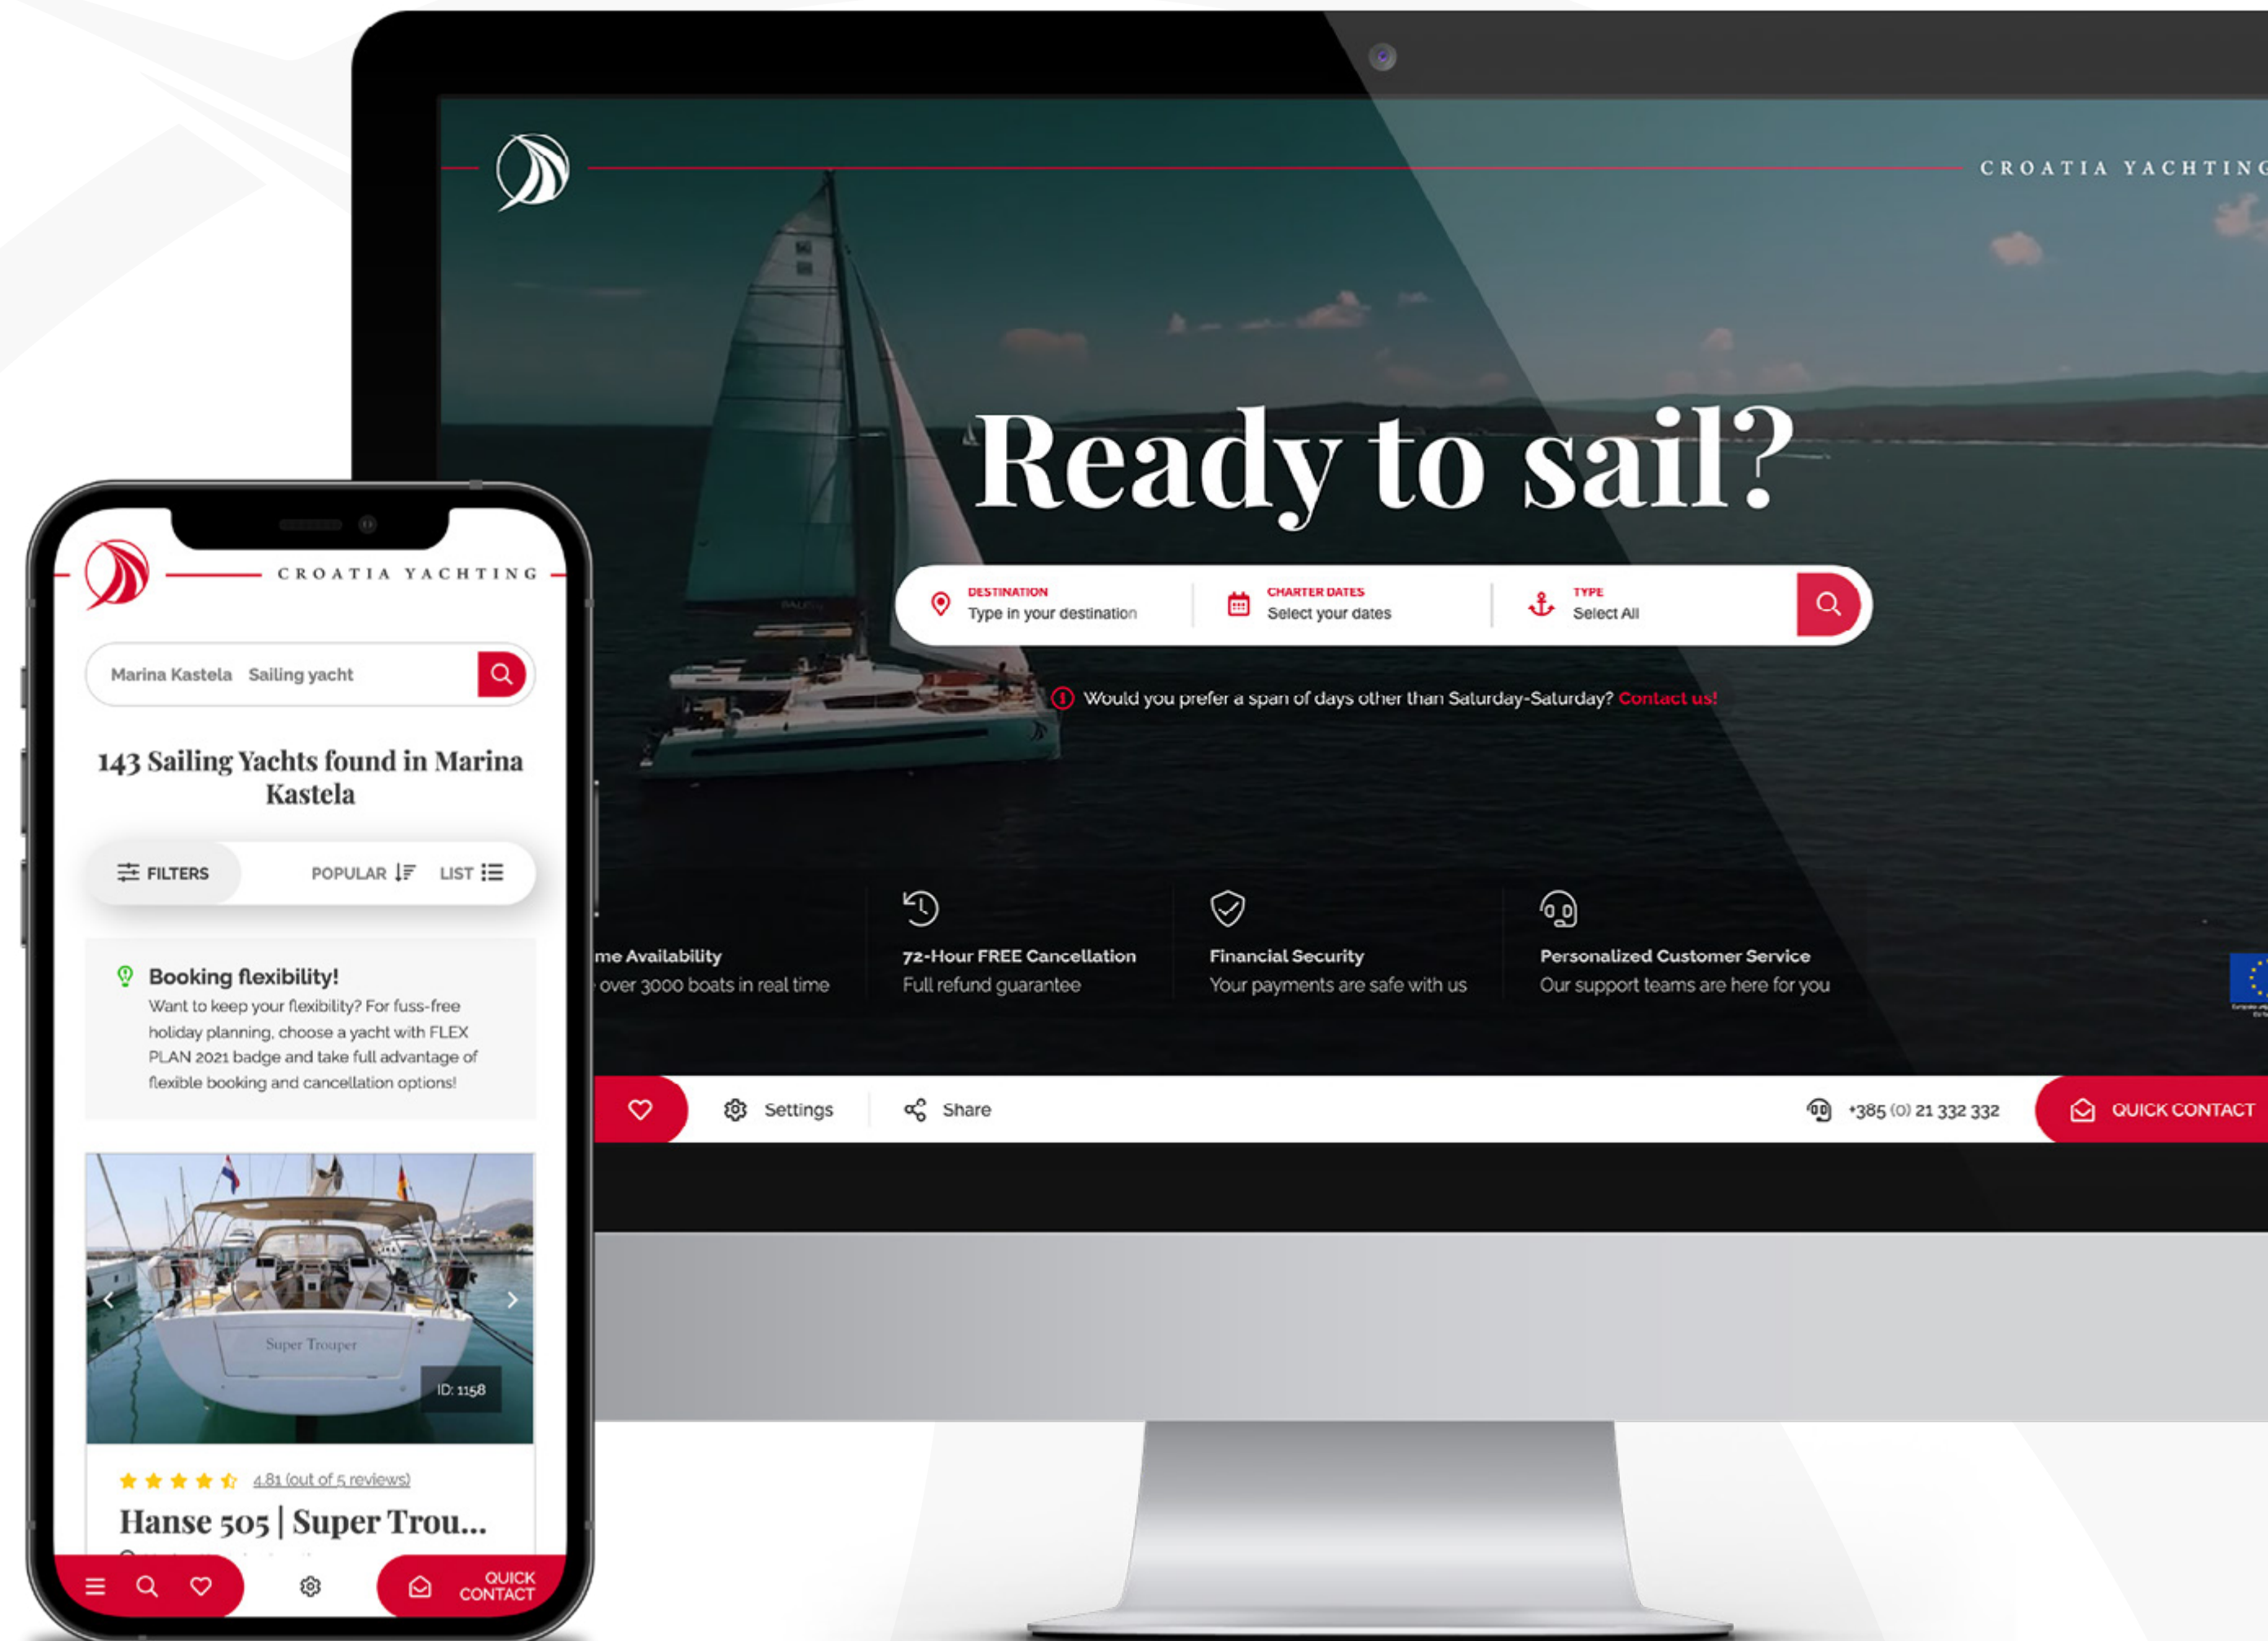 CROATIA YACHTING
Ready to sail?
DESTINATION
Type in your destination
CHARTER DATES
Select your dates
TYPE
Select All
Would you prefer a span of days other than Saturday-Saturday? Contact us!
me Availability
over 3000 boats in real time
72-Hour FREE Cancellation
Full refund guarantee
Financial Security
Your payments are safe with us
Personalized Customer Service
Our support teams are here for you
Settings
Share
+385 (0) 21 332 332
QUICK CONTACT
CROATIA YACHTING
Marina Kastela Sailing yacht
143 Sailing Yachts found in Marina
Kastela
FILTERS
POPULAR
LIST
Booking flexibility!
Want to keep your flexibility? For fuss-free
holiday planning, choose a yacht with FLEX
PLAN 2021 badge and take full advantage of
flexible booking and cancellation options!
Super Trouper
ID: 1158
4.81 (out of 5 reviews)
Hanse 505 | Super Trou...
QUICK
CONTACT